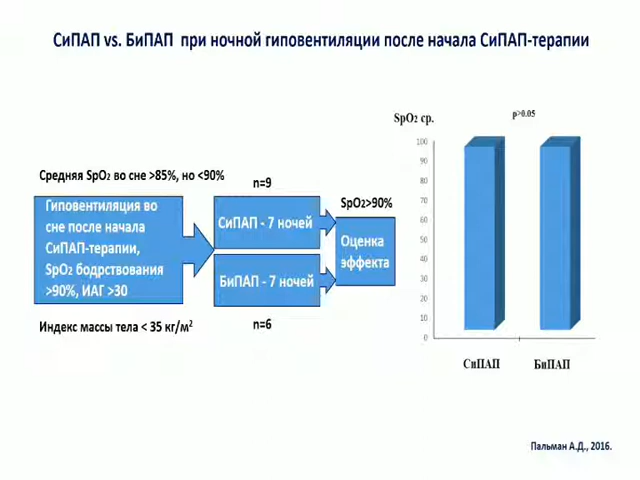 СиПАП vs. БиПАП при ночной гиповентиляции после начала СиПАП-терапии
Средняя SpO2 во сне >85%, но <90%
Гиповентиляция во
сне после начала
СиПАП-терапии,
SpO2 бодрствования
>90%, ИАГ >30
Индекс массы тела < 35 кг/м²
n=9
СиПАП - 7 ночей
БиПАП - 7 ночей
n=6
SpO2>90%
Оценка
эффекта
SpO2 ср.
p>0.05
100
90
80
70
60
50
40
30
20
10
0
СиПАП
БиПАП
Пальман А.Д., 2016.